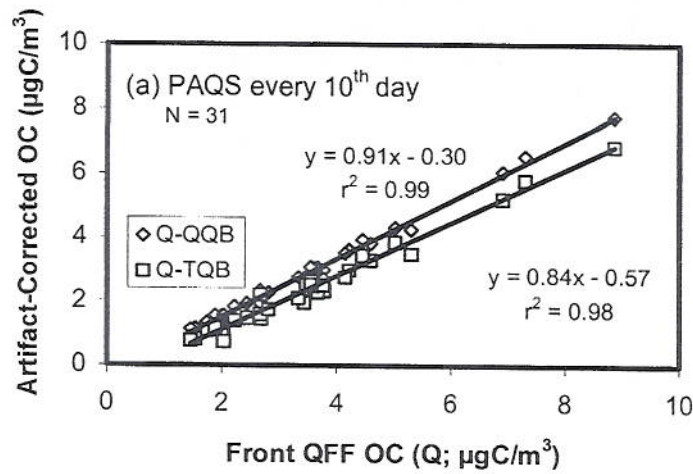 Artifact-Corrected OC (µgC/m³)
10
8
6
4
2
0
(a) PAQS every 10th day
N = 31
y = 0.91x - 0.30
r² = 0.99
Q-QQB
Q-TQB
y = 0.84x - 0.57
r² = 0.98
0 2 4 6 8 10
Front QFF OC (Q; µgC/m³)